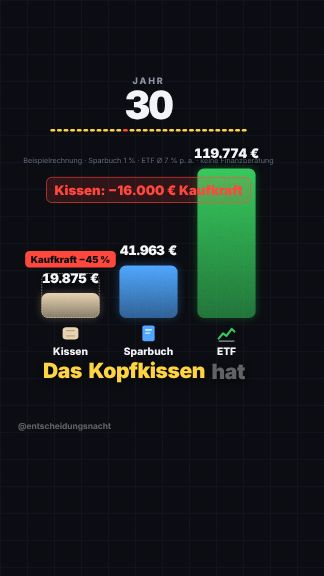 JAHR
30
119.774 €
Beispielrechnung · Sparbuch 1 % · ETF Ø 7 % p. a. · keine Finanzberatung
Kissen: −16.000 € Kaufkraft
41.963 €
Kaufkraft −45 %
19.875 €
Kissen Sparbuch ETF
Das Kopfkissen hat
@entscheidungsnacht